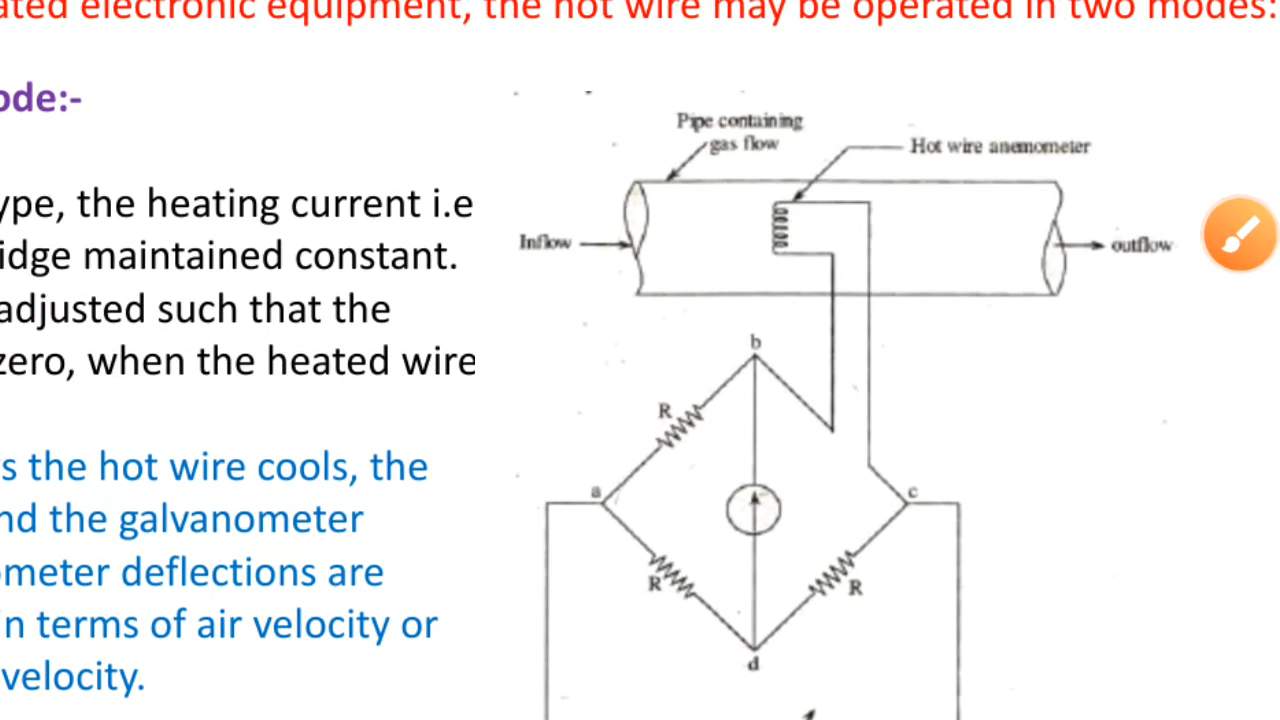 ated electronic equipment, the hot wire may be operated in two modes:
ode:-
ype, the heating current i.e
idge maintained constant.
adjusted such that the
zero, when the heated wire
s the hot wire cools, the
nd the galvanometer
ometer deflections are
in terms of air velocity or
velocity.
Pipe containing
gas flow
Hot wire anemometer
Inflow
outflow
b
R
a
c
R
R
d